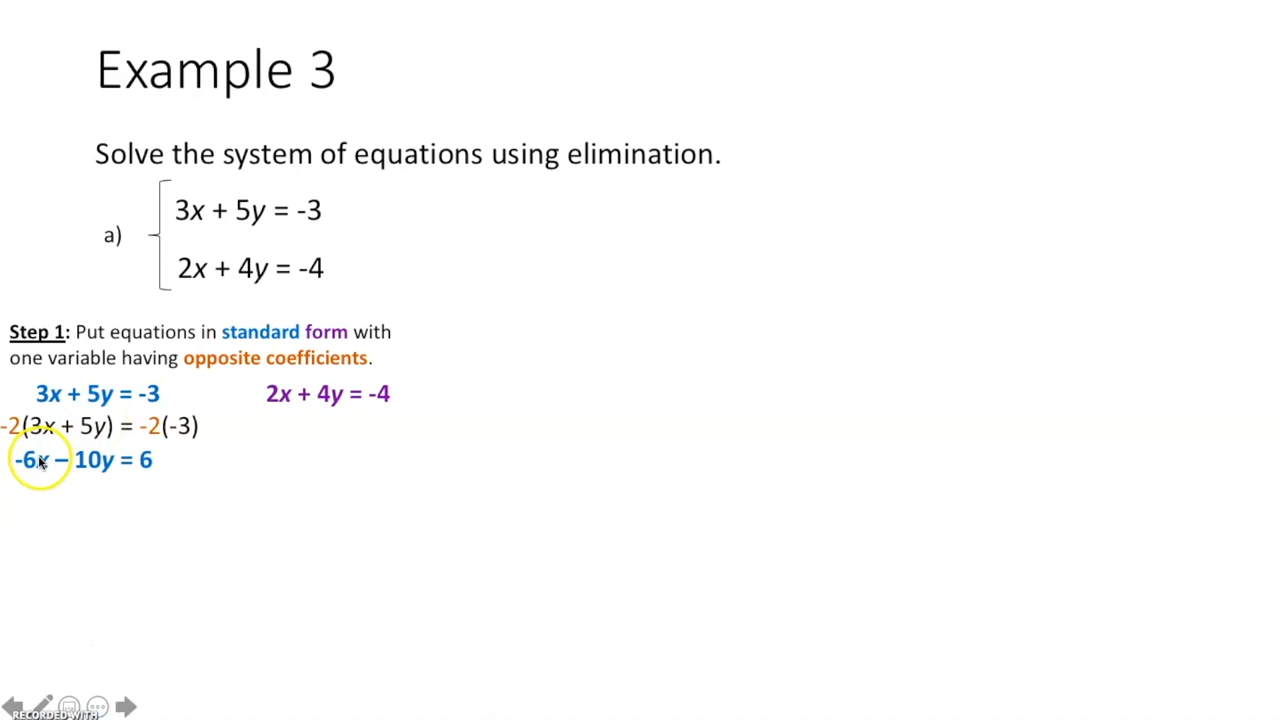 Example 3
Solve the system of equations using elimination.
3x + 5y = -3
a)
2x + 4y = -4
Step 1: Put equations in standard form with
one variable having opposite coefficients.
3x + 5y = -3 2x + 4y = -4
-2(3x + 5y) = -2(-3)
-6x – 10y = 6
RECORDED WITH